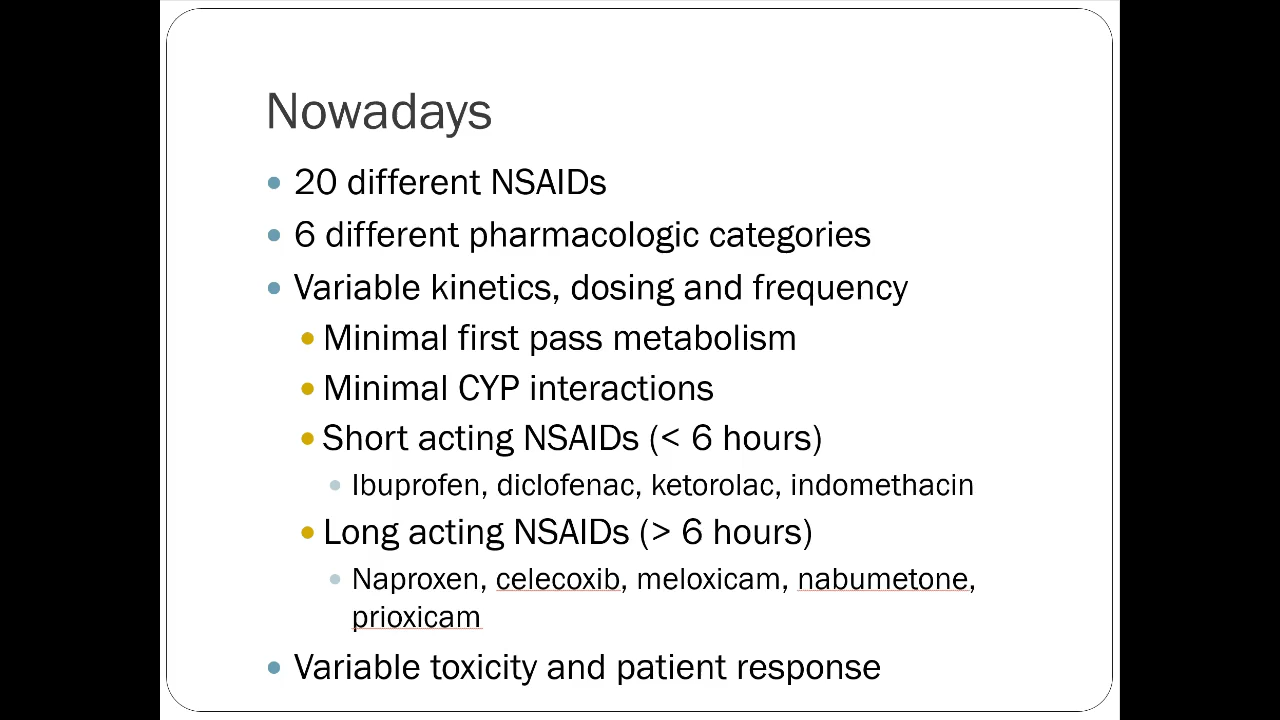 Nowadays
20 different NSAIDs
6 different pharmacologic categories
Variable kinetics, dosing and frequency
Minimal first pass metabolism
Minimal CYP interactions
Short acting NSAIDs (< 6 hours)
Ibuprofen, diclofenac, ketorolac, indomethacin
Long acting NSAIDs (> 6 hours)
Naproxen, celecoxib, meloxicam, nabumetone,
prioxicam
Variable toxicity and patient response